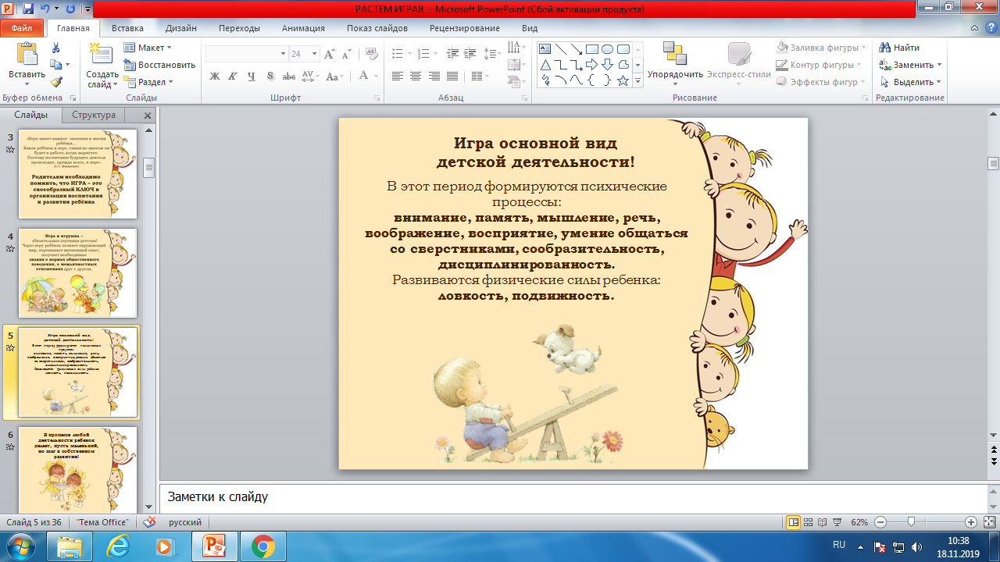 РАСТЕМ ИГРАЯ - Microsoft PowerPoint (Сбой активации продукта)
Файл Главная Вставка Дизайн Переходы Анимация Показ слайдов Рецензирование Вид
Вставить
Буфер обмена
Создать слайд
Макет
Восстановить
Раздел
Слайды
24
Ж К Ч S abc AV Aa А
Шрифт
Абзац
Упорядочить
Экспресс-стили
Заливка фигуры
Контур фигуры
Эффекты фигур
Рисование
Найти
Заменить
Выделить
Редактирование
Слайды Структура
3
«Игра имеет важное значение в жизни
ребёнка...
Каков ребёнок в игре, таким во многом он
будет в работе, когда вырастет.
Поэтому воспитание будущего деятеля
происходит, прежде всего, в игре».
(А.С. Макаренко)
Родителям необходимо
помнить, что ИГРА – это
своеобразный КЛЮЧ в
организации воспитания
и развития ребёнка
4
Игра и игрушка –
обязательные спутники детства!
Через игру ребёнок познает окружающий
мир, перенимает жизненный опыт,
получает необходимые
знания о нормах общественного
поведения, о межличностных
отношениях друг с другом.
5
Игра основной вид
детской деятельности!
В этот период формируются психические
процессы:
внимание, память, мышление, речь,
воображение, восприятие, умение общаться
со сверстниками, сообразительность,
дисциплинированность.
Развиваются физические силы ребенка:
ловкость, подвижность.
6
В процессе любой
деятельности ребенок
делает, пусть маленький,
но шаг в собственном
развитии!
Игра основной вид
детской деятельности!
В этот период формируются психические
процессы:
внимание, память, мышление, речь,
воображение, восприятие, умение общаться
со сверстниками, сообразительность,
дисциплинированность.
Развиваются физические силы ребенка:
ловкость, подвижность.
Заметки к слайду
Слайд 5 из 36 "Тема Office" русский 62%
RU 10:38
18.11.2019